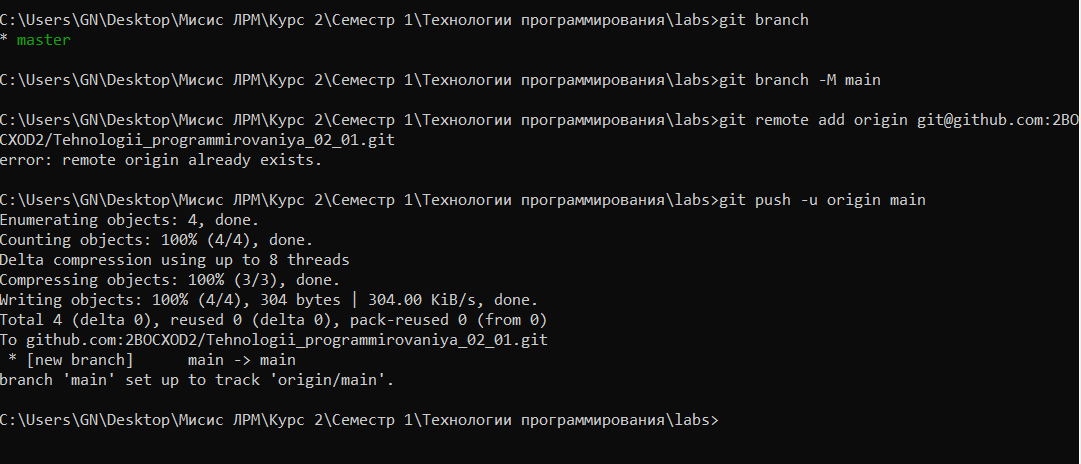 C:\Users\GN\Desktop\Мисис ЛРМ\Курс 2\Семестр 1\Технологии программирования\labs>git branch
* master
C:\Users\GN\Desktop\Мисис ЛРМ\Курс 2\Семестр 1\Технологии программирования\labs>git branch -M main
C:\Users\GN\Desktop\Мисис ЛРМ\Курс 2\Семестр 1\Технологии программирования\labs>git remote add origin git@github.com:2BO
CXOD2/Tehnologii_programmirovaniya_02_01.git
error: remote origin already exists.
C:\Users\GN\Desktop\Мисис ЛРМ\Курс 2\Семестр 1\Технологии программирования\labs>git push -u origin main
Enumerating objects: 4, done.
Counting objects: 100% (4/4), done.
Delta compression using up to 8 threads
Compressing objects: 100% (3/3), done.
Writing objects: 100% (4/4), 304 bytes | 304.00 KiB/s, done.
Total 4 (delta 0), reused 0 (delta 0), pack-reused 0 (from 0)
To github.com:2BOCXOD2/Tehnologii_programmirovaniya_02_01.git
 * [new branch]      main -> main
branch 'main' set up to track 'origin/main'.
C:\Users\GN\Desktop\Мисис ЛРМ\Курс 2\Семестр 1\Технологии программирования\labs>